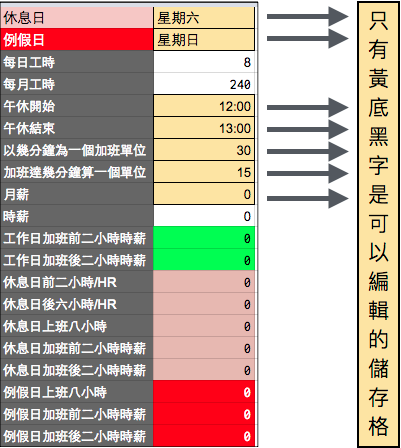 休息日 星期六
例假日 星期日
每日工時 8
每月工時 240
午休開始 12:00
午休結束 13:00
以幾分鐘為一個加班單位 30
加班達幾分鐘算一個單位 15
月薪 0
時薪 0
工作日加班前二小時時薪 0
工作日加班後二小時時薪 0
休息日前二小時/HR 0
休息日後六小時/HR 0
休息日上班八小時 0
休息日加班前二小時時薪 0
休息日加班後二小時時薪 0
例假日上班八小時 0
例假日加班前二小時時薪 0
例假日加班後二小時時薪 0
只有黃底黑字是可以編輯的儲存格